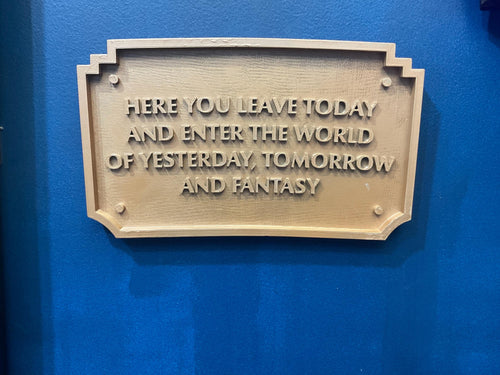 HERE YOU LEAVE TODAY
AND ENTER THE WORLD
OF YESTERDAY, TOMORROW
AND FANTASY